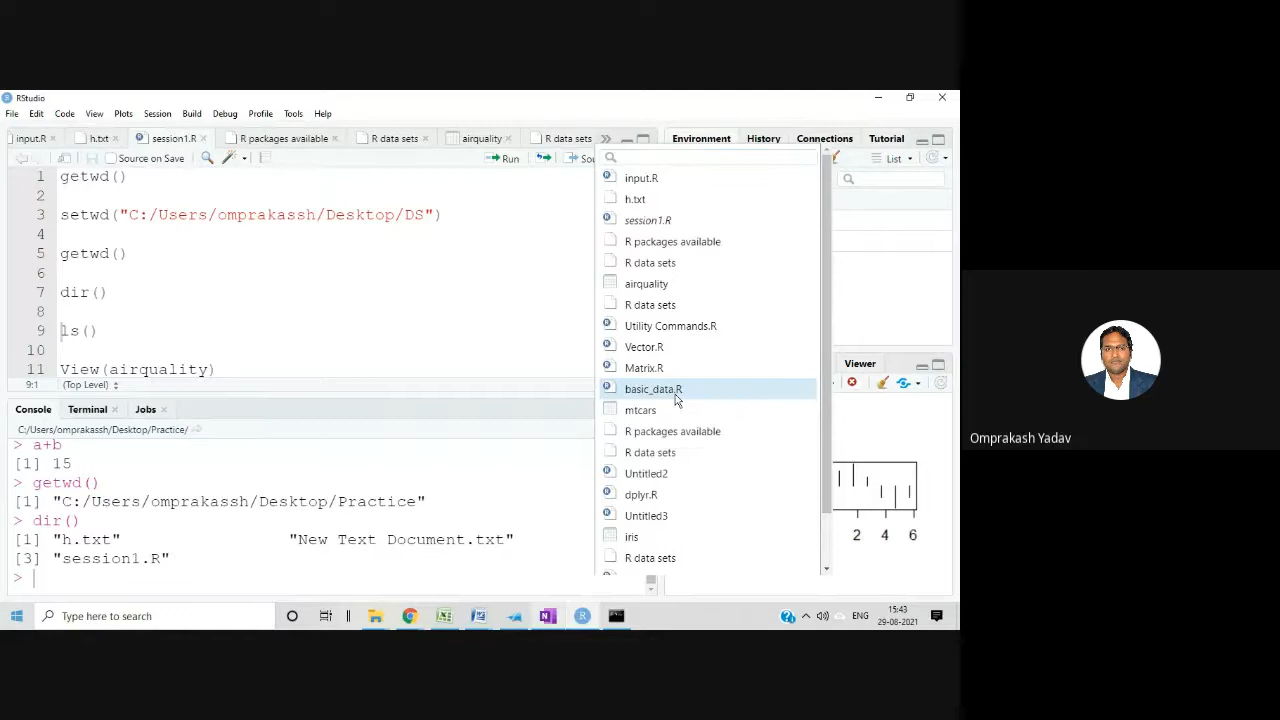 RStudio
File Edit Code View Plots Session Build Debug Profile Tools Help
input.R h.txt session1.R R packages available R data sets airquality R data sets
Environment History Connections Tutorial
Source on Save Run Sou
List
1 getwd()
2
3 setwd("C:/Users/omprakassh/Desktop/DS")
4
5 getwd()
6
7 dir()
8
9 ls()
10
11 View(airquality)
9:1 (Top Level)
Console Terminal Jobs
C:/Users/omprakassh/Desktop/Practice/
> a+b
[1] 15
> getwd()
[1] "C:/Users/omprakassh/Desktop/Practice"
> dir()
[1] "h.txt" "New Text Document.txt"
[3] "session1.R"
>
input.R
h.txt
session1.R
R packages available
R data sets
airquality
R data sets
Utility Commands.R
Vector.R
Matrix.R
basic_data.R
mtcars
R packages available
R data sets
Untitled2
dplyr.R
Untitled3
iris
R data sets
Viewer
2 4 6
Omprakash Yadav
Type here to search
ENG
15:43
29-08-2021